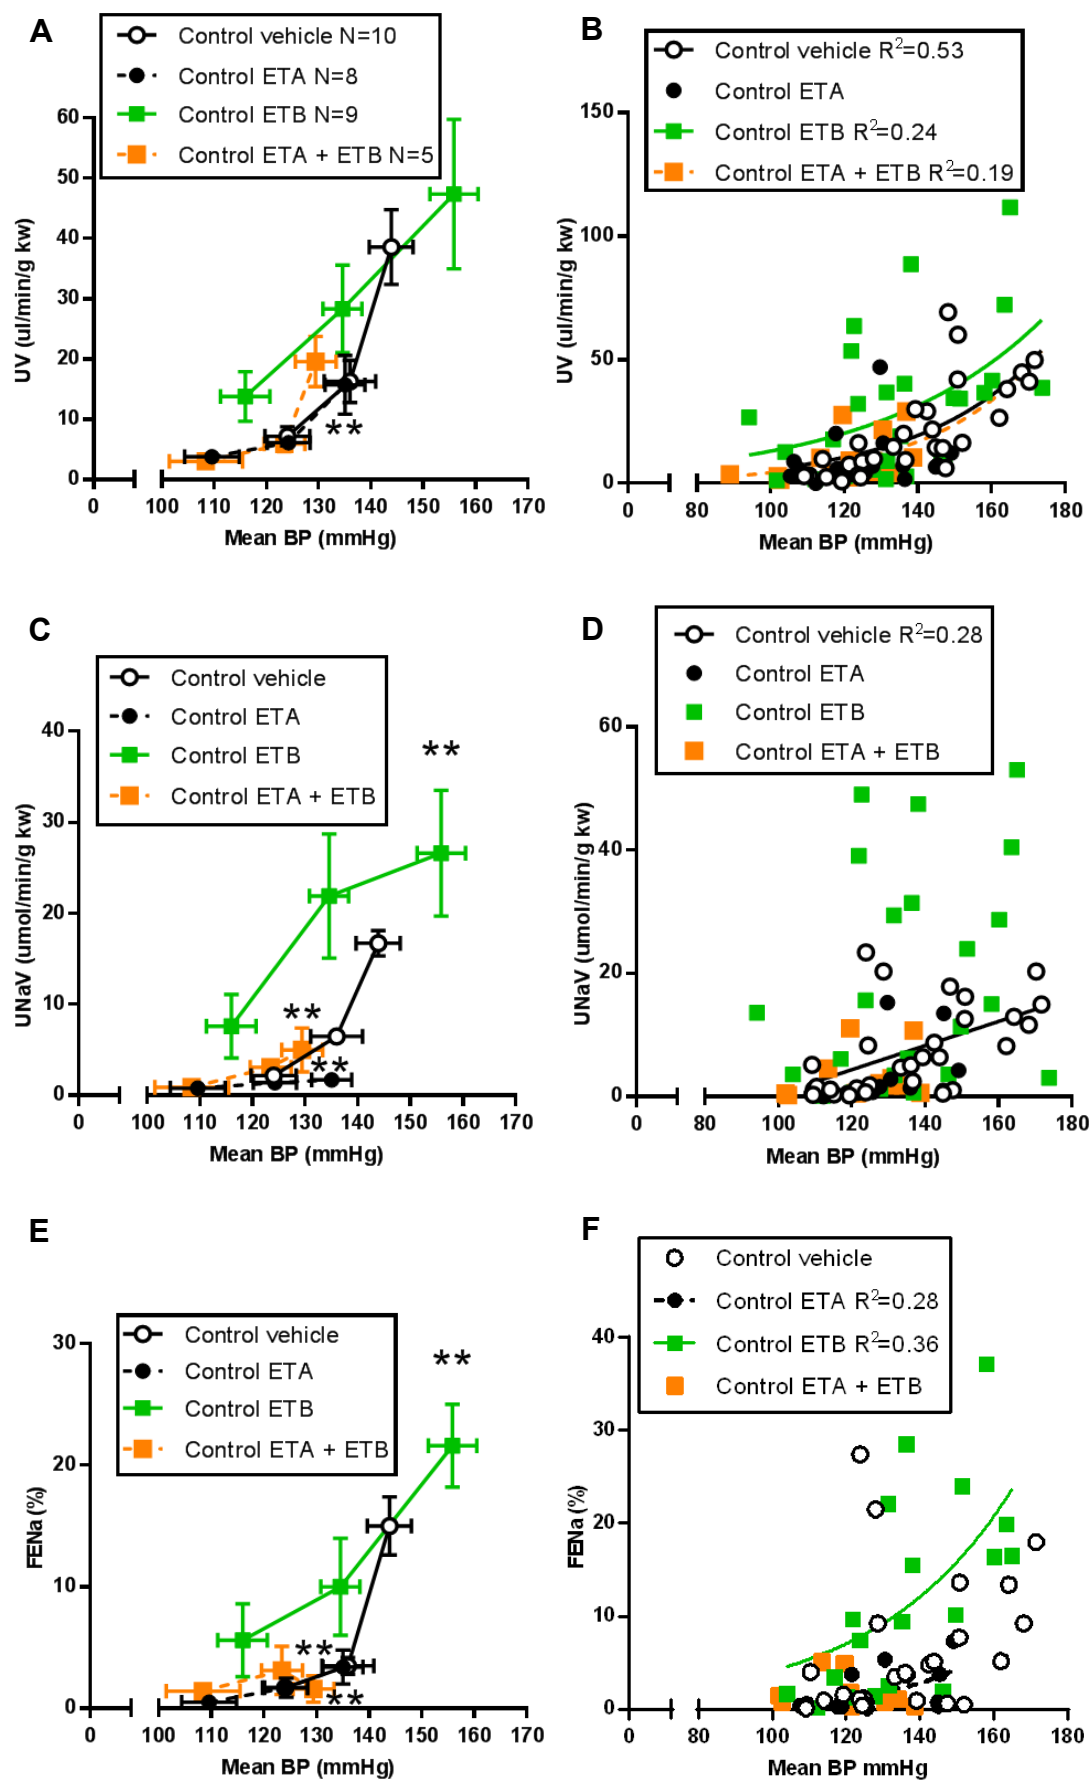 A
Control vehicle N=10
Control ETA N=8
Control ETB N=9
Control ETA + ETB N=5
60
50
40
30
20
10
0
UV (ul/min/g kw)
**
0 100 110 120 130 140 150 160 170
Mean BP (mmHg)
B
Control vehicle R²=0.53
Control ETA
Control ETB R²=0.24
Control ETA + ETB R²=0.19
150
100
50
0
UV (ul/min/g kw)
0 80 100 120 140 160 180
Mean BP (mmHg)
C
Control vehicle
Control ETA
Control ETB
Control ETA + ETB
40
30
20
10
0
UNaV (umol/min/g kw)
**
**
**
0 100 110 120 130 140 150 160 170
Mean BP (mmHg)
D
Control vehicle R²=0.28
Control ETA
Control ETB
Control ETA + ETB
60
40
20
0
UNaV (umol/min/g kw)
0 80 100 120 140 160 180
Mean BP (mmHg)
E
Control vehicle
Control ETA
Control ETB
Control ETA + ETB
30
20
10
0
FENa (%)
**
**
**
0 100 110 120 130 140 150 160 170
Mean BP (mmHg)
F
Control vehicle
Control ETA R²=0.28
Control ETB R²=0.36
Control ETA + ETB
40
30
20
10
0
FENa (%)
0 80 100 120 140 160 180
Mean BP mmHg